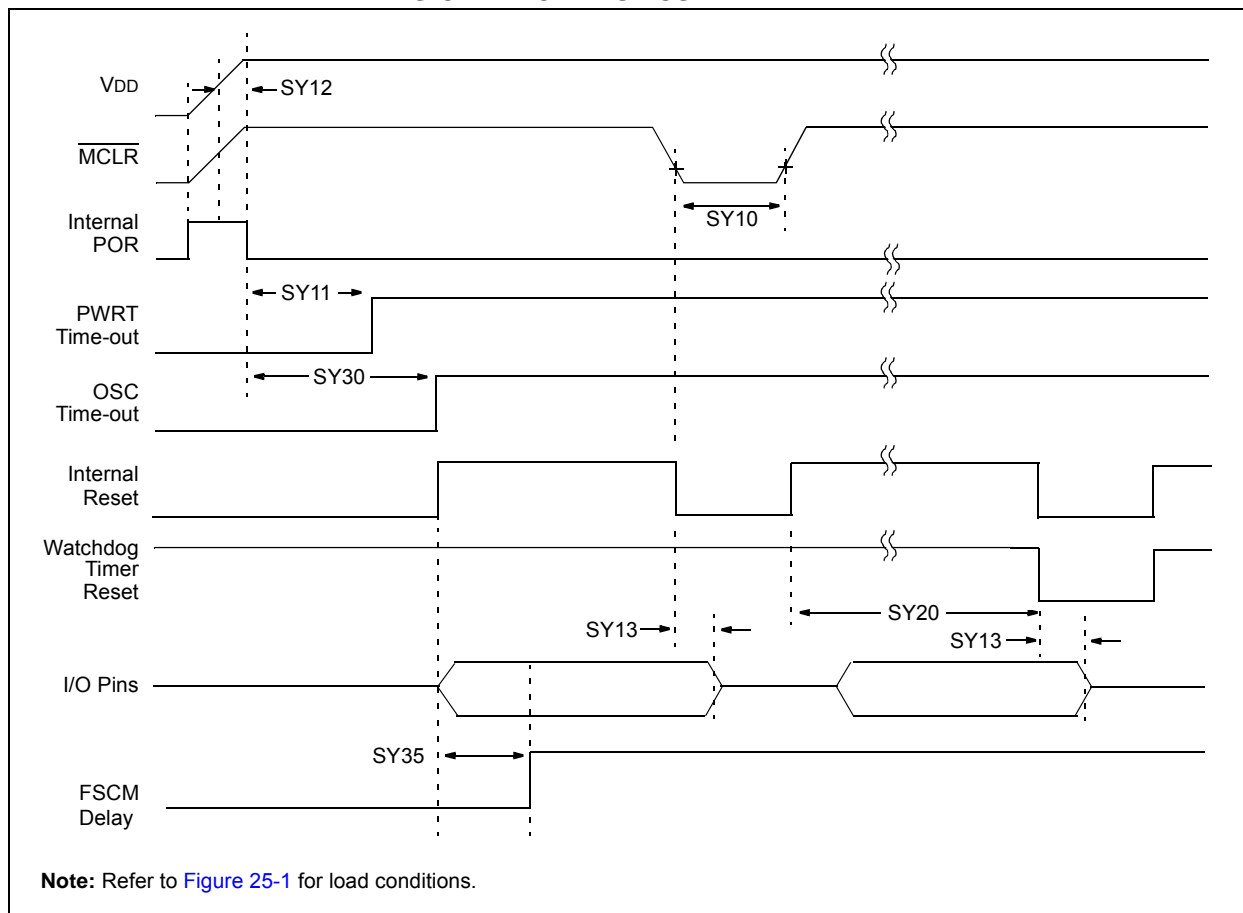 VDD
SY12
MCLR
SY10
Internal
POR
SY11
PWRT
Time-out
SY30
OSC
Time-out
Internal
Reset
Watchdog
Timer
Reset
SY20
SY13
SY13
I/O Pins
SY35
FSCM
Delay
Note: Refer to Figure 25-1 for load conditions.